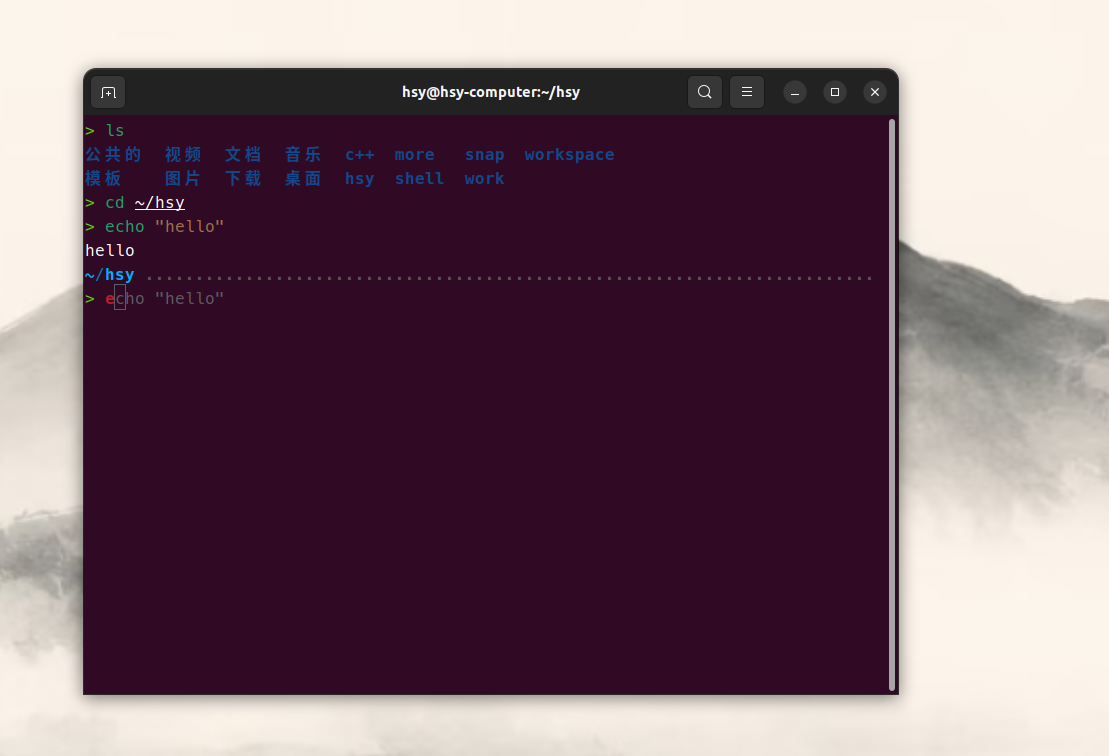 hsy@hsy-computer:~/hsy
> ls
公共的 视频 文档 音乐 c++ more snap workspace
模板 图片 下载 桌面 hsy shell work
> cd ~/hsy
> echo "hello"
hello
~/hsy .........................................................................
> echo "hello"